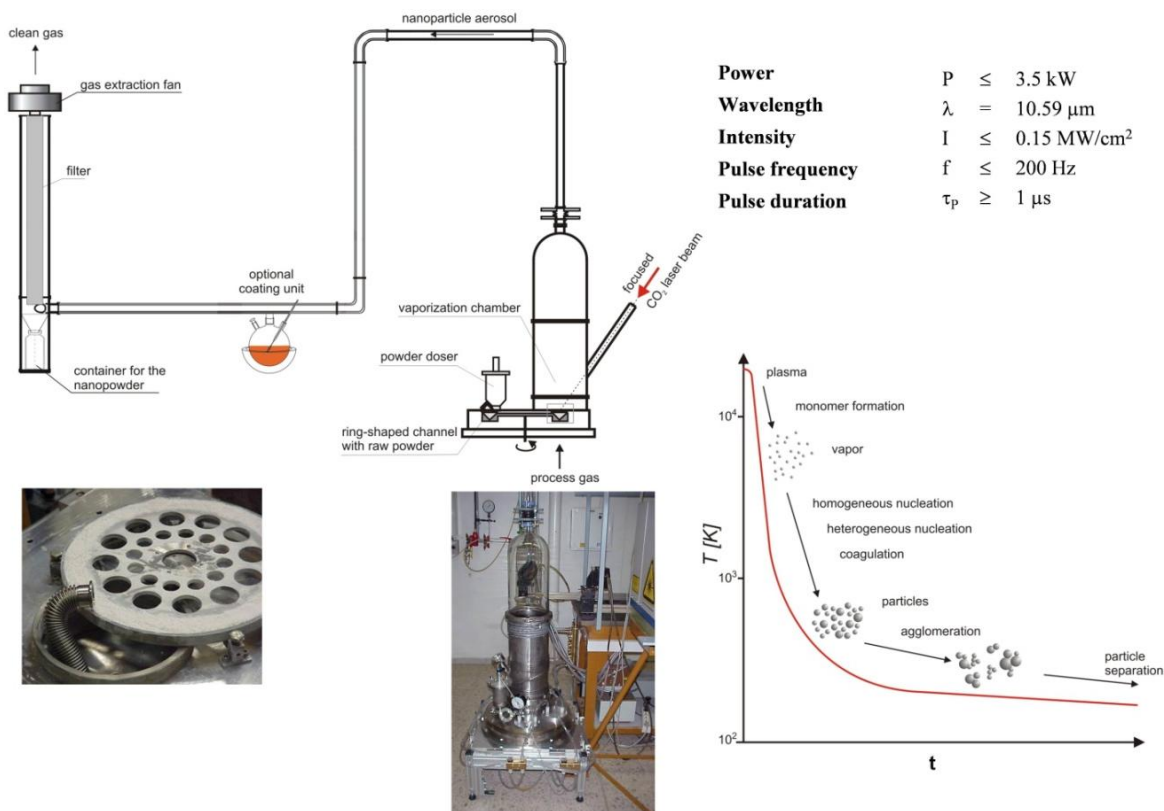 nanoparticle aerosol
clean gas
gas extraction fan
filter
optional
coating unit
container for the
nanopowder
vaporization chamber
powder doser
ring-shaped channel
with raw powder
process gas
focused
CO₂ laser beam
Power P ≤ 3.5 kW
Wavelength λ = 10.59 μm
Intensity I ≤ 0.15 MW/cm²
Pulse frequency f ≤ 200 Hz
Pulse duration τP ≥ 1 μs
plasma
10⁴
monomer formation
vapor
homogeneous nucleation
heterogeneous nucleation
coagulation
T [K]
10³
particles
agglomeration
particle
separation
10²
t